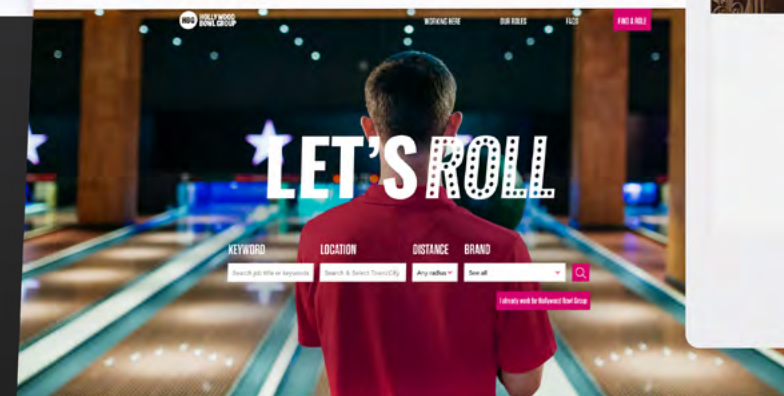 HBG HOLLYWOOD
BOWL GROUP
WORKING HERE OUR ROLES FAQS FIND A ROLE
LET'S ROLL
KEYWORD LOCATION DISTANCE BRAND
Search job title or keywords Search & Select Town/City Any radius See all
I already work for Hollywood Bowl Group